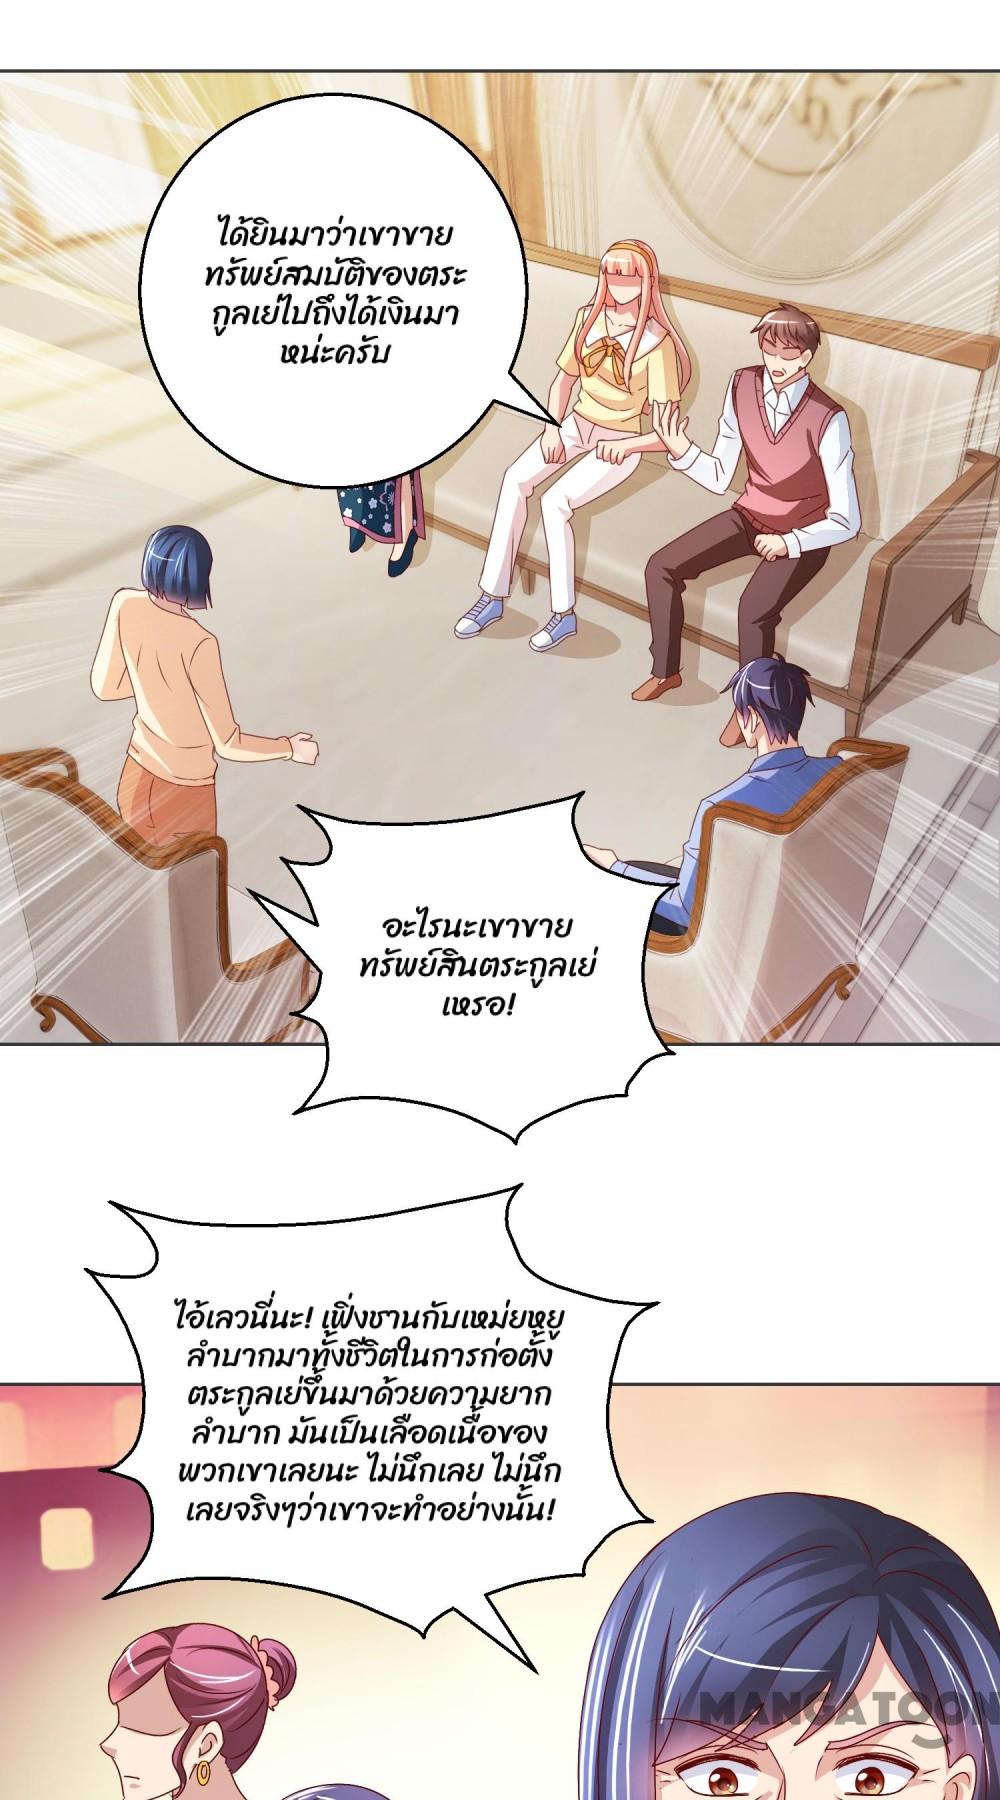 ได้ยินมาว่าเขาขาย
ทรัพย์สมบัติของตระ
กูลเย่ไปถึงได้เงินมา
หน่ะครับ
อะไรนะเขาขาย
ทรัพย์สินตระกูลเย่
เหรอ!
ไอ้เลวนี่นะ! เฟิ่งชานกับเหม่ยหยู
ลำบากมาทั้งชีวิตในการก่อตั้ง
ตระกูลเย่ขึ้นมาด้วยความยาก
ลำบาก มันเป็นเลือดเนื้อของ
พวกเขาเลยนะ ไม่นึกเลย ไม่นึก
เลยจริงๆว่าเขาจะทำอย่างนั้น!
MANGATOON